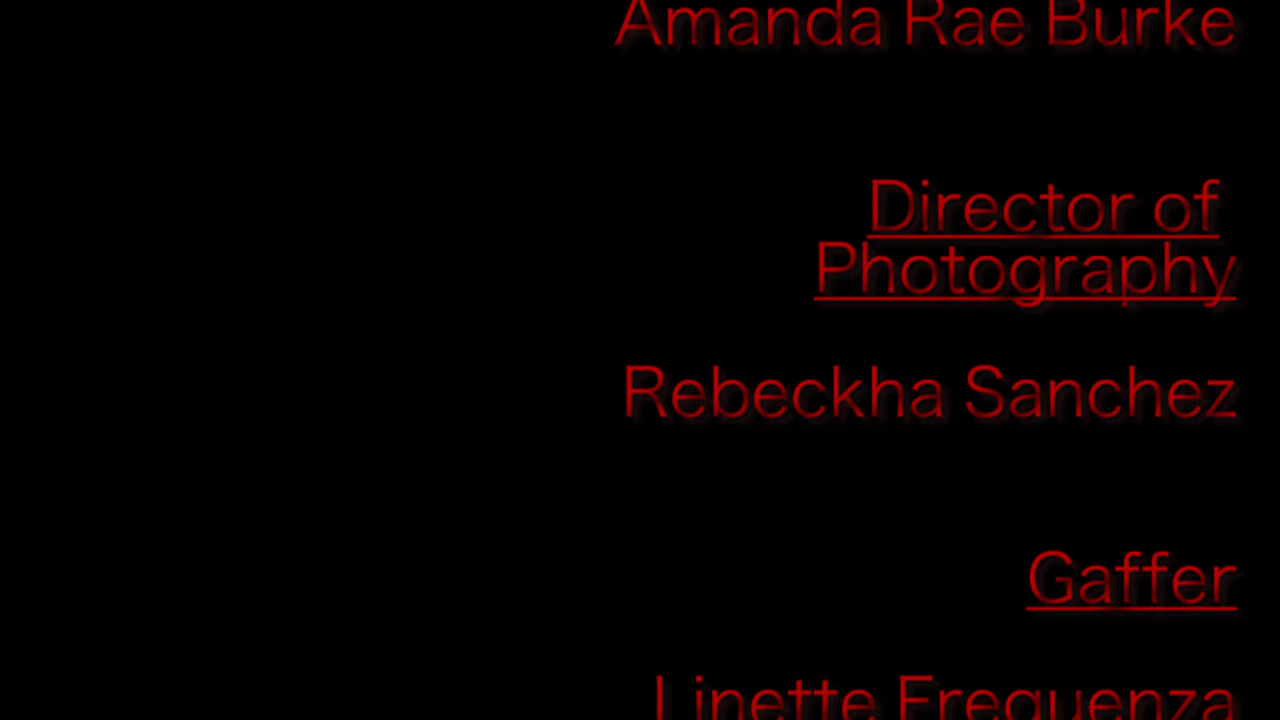 Amanda Rae Burke
Director of
Photography
Rebeckha Sanchez
Gaffer
Linette Frequenza